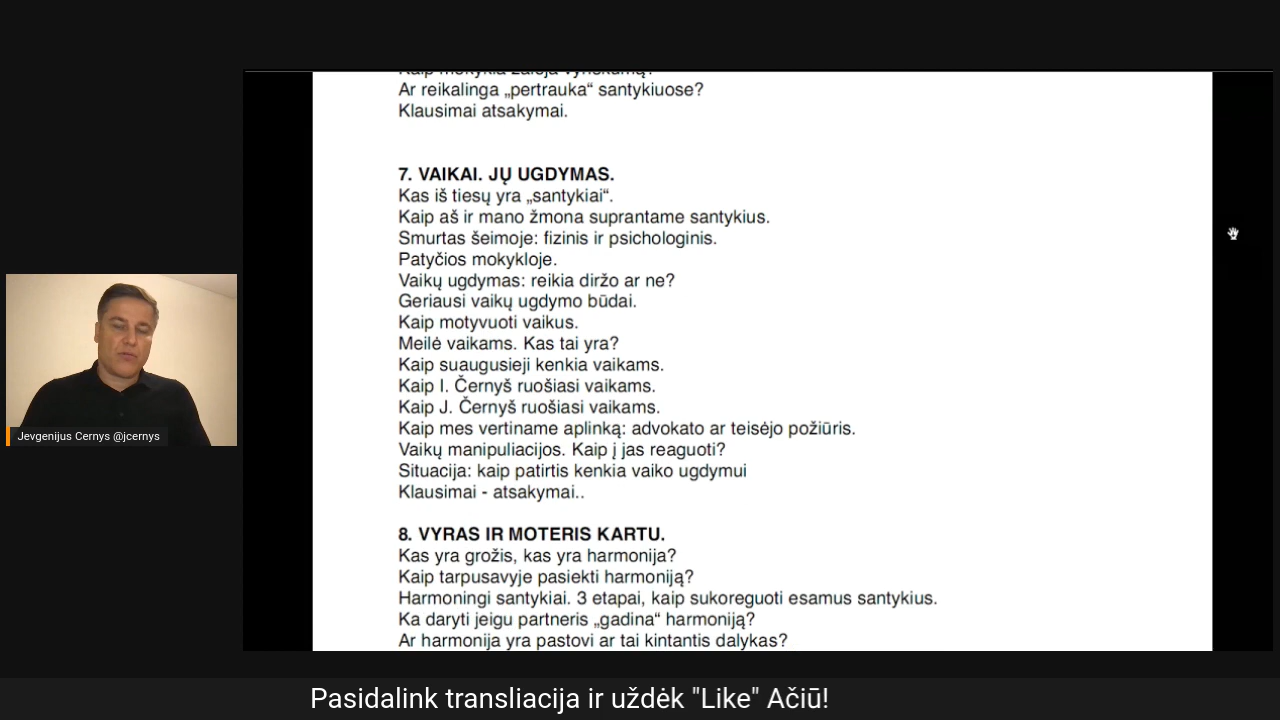 Ar reikalinga „pertrauka“ santykiuose?
Klausimai atsakymai.
7. VAIKAI. JŲ UGDYMAS.
Kas iš tiesų yra „santykiai“.
Kaip aš ir mano žmona suprantame santykius.
Smurtas šeimoje: fizinis ir psichologinis.
Patyčios mokykloje.
Vaikų ugdymas: reikia diržo ar ne?
Geriausi vaikų ugdymo būdai.
Kaip motyvuoti vaikus.
Meilė vaikams. Kas tai yra?
Kaip suaugusieji kenkia vaikams.
Kaip I. Černyš ruošiasi vaikams.
Kaip J. Černyš ruošiasi vaikams.
Kaip mes vertiname aplinką: advokato ar teisėjo požiūris.
Vaikų manipuliacijos. Kaip į jas reaguoti?
Situacija: kaip patirtis kenkia vaiko ugdymui
Klausimai - atsakymai..
8. VYRAS IR MOTERIS KARTU.
Kas yra grožis, kas yra harmonija?
Kaip tarpusavyje pasiekti harmoniją?
Harmoningi santykiai. 3 etapai, kaip sukoreguoti esamus santykius.
Ka daryti jeigu partneris „gadina“ harmoniją?
Ar harmonija yra pastovi ar tai kintantis dalykas?
Jevgenijus Cernys @jcernys
Pasidalink transliacija ir uždėk "Like" Ačiū!